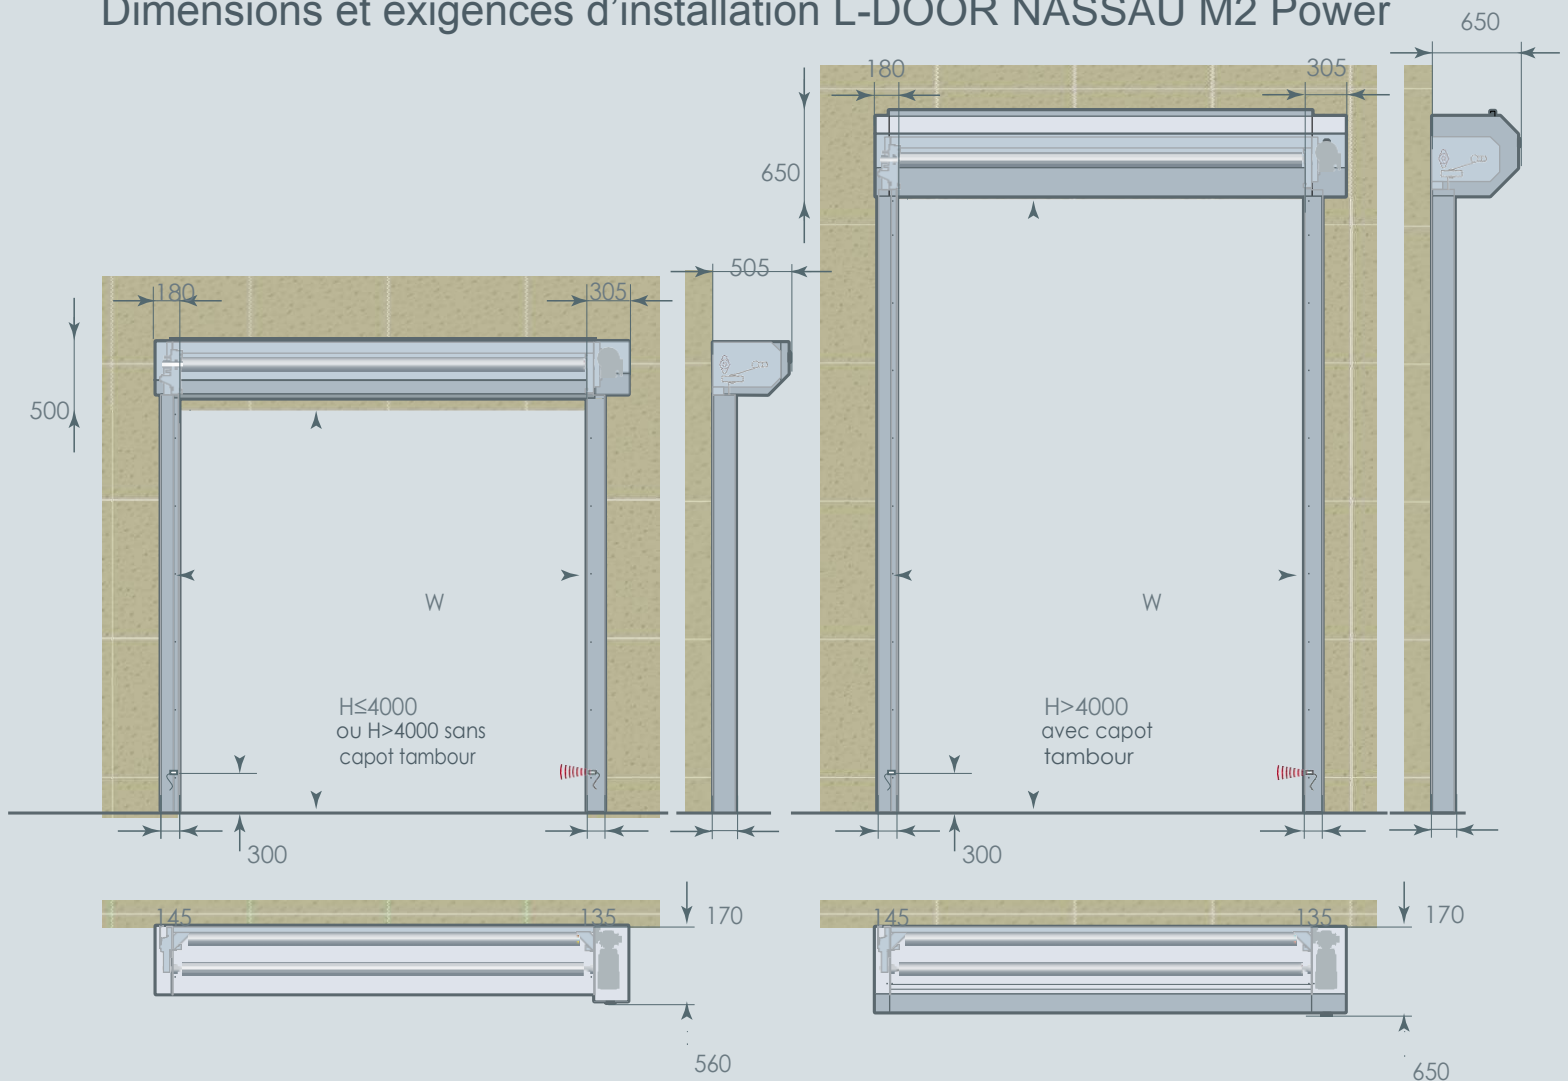 Dimensions et exigences d'installation L-DOOR NASSAU M2 Power
650
180
305
650
505
180
305
500
W
W
H≤4000
ou H>4000 sans
capot tambour
H>4000
avec capot
tambour
300
300
145
135
170
145
135
170
560
650